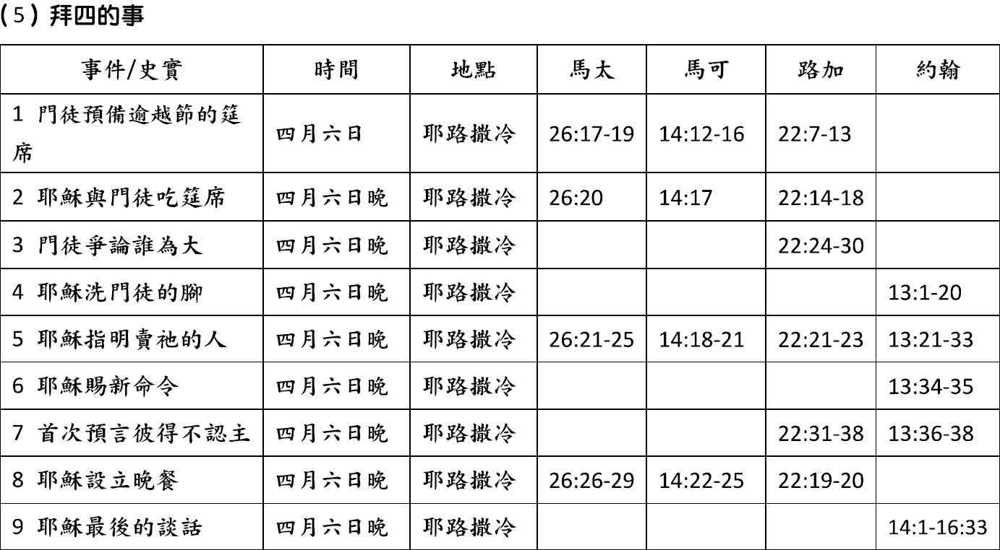 （5）拜四的事
事件/史實 時間 地點 馬太 馬可 路加 約翰
1 門徒預備逾越節的筵
席 四月六日 耶路撒冷 26:17-19 14:12-16 22:7-13
2 耶穌與門徒吃筵席 四月六日晚 耶路撒冷 26:20 14:17 22:14-18
3 門徒爭論誰為大 四月六日晚 耶路撒冷 22:24-30
4 耶穌洗門徒的腳 四月六日晚 耶路撒冷 13:1-20
5 耶穌指明賣祂的人 四月六日晚 耶路撒冷 26:21-25 14:18-21 22:21-23 13:21-33
6 耶穌賜新命令 四月六日晚 耶路撒冷 13:34-35
7 首次預言彼得不認主 四月六日晚 耶路撒冷 22:31-38 13:36-38
8 耶穌設立晚餐 四月六日晚 耶路撒冷 26:26-29 14:22-25 22:19-20
9 耶穌最後的談話 四月六日晚 耶路撒冷 14:1-16:33